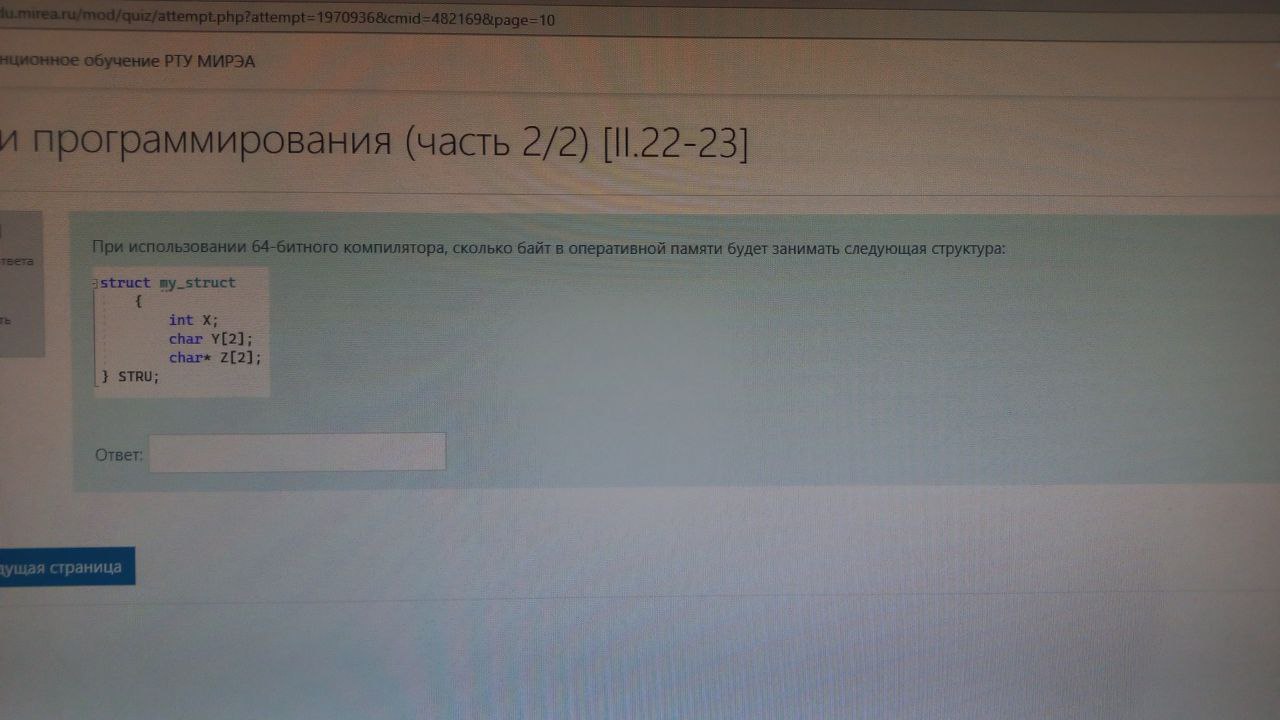 du.mirea.ru/mod/quiz/attempt.php?attempt=1970936&cmid=482169&page=10
нционное обучение РТУ МИРЭА
и программирования (часть 2/2) [II.22-23]
твета
ть
При использовании 64-битного компилятора, сколько байт в оперативной памяти будет занимать следующая структура:
struct my_struct
{
int X;
char Y[2];
char* Z[2];
} STRU;
Ответ:
дущая страница